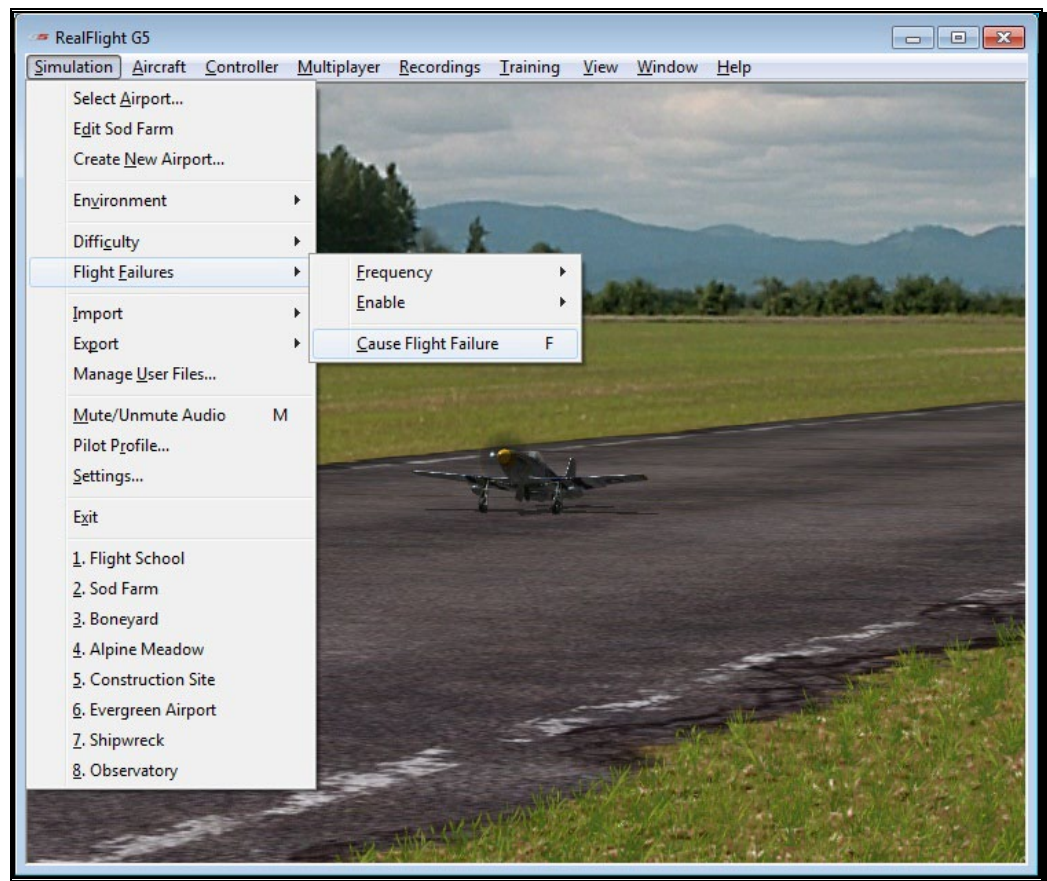 RealFlight G5
Simulation Aircraft Controller Multiplayer Recordings Training View Window Help
Select Airport...
Edit Sod Farm
Create New Airport...
Environment
Difficulty
Flight Failures
Frequency
Enable
Cause Flight Failure F
Import
Export
Manage User Files...
Mute/Unmute Audio M
Pilot Profile...
Settings...
Exit
1. Flight School
2. Sod Farm
3. Boneyard
4. Alpine Meadow
5. Construction Site
6. Evergreen Airport
7. Shipwreck
8. Observatory